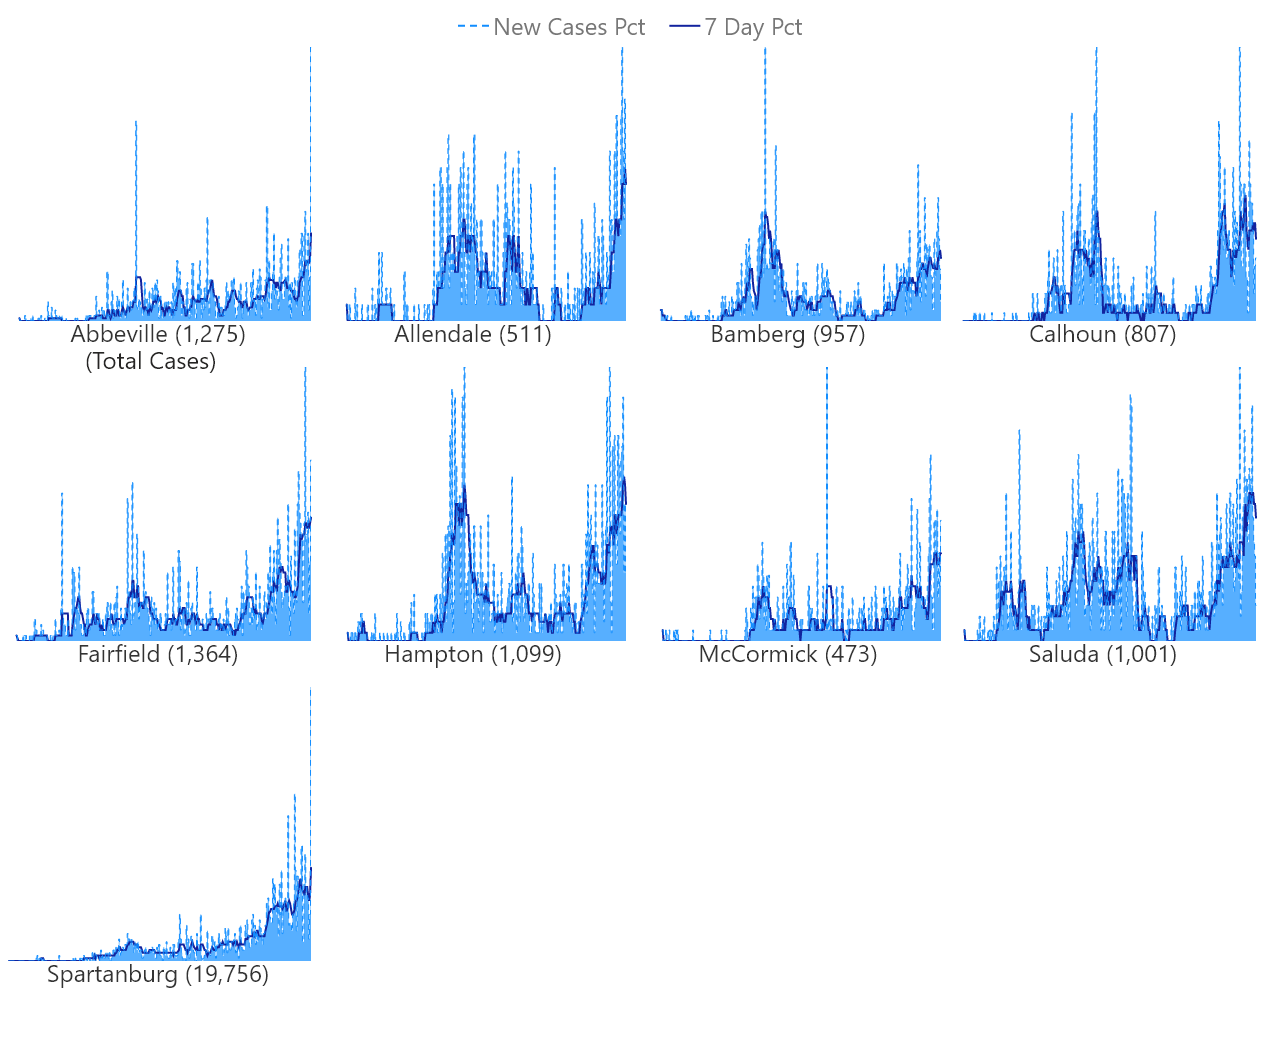 New Cases Pct 7 Day Pct
Abbeville (1,275)
(Total Cases)
Allendale (511)
Bamberg (957)
Calhoun (807)
Fairfield (1,364)
Hampton (1,099)
McCormick (473)
Saluda (1,001)
Spartanburg (19,756)